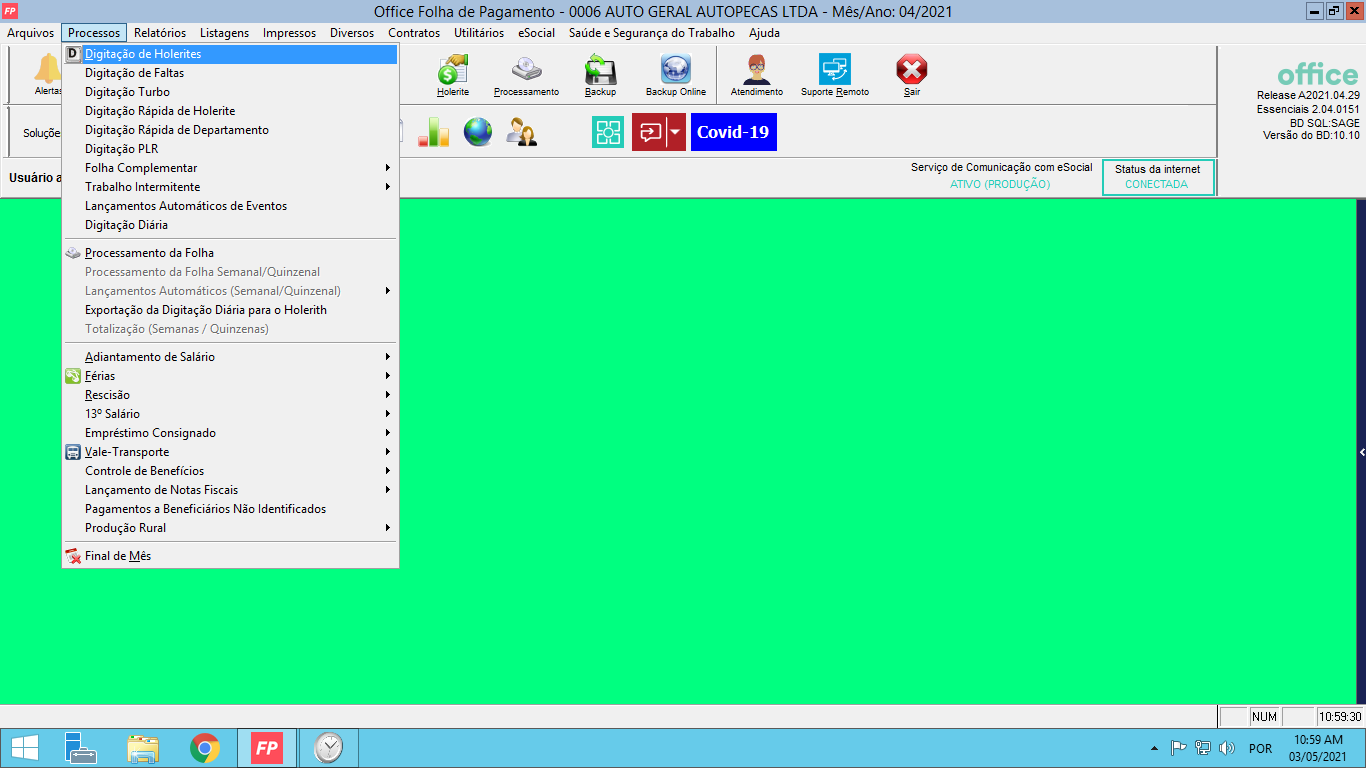 FP Office Folha de Pagamento - 0006 AUTO GERAL AUTOPECAS LTDA - Mês/Ano: 04/2021
Arquivos Processos Relatórios Listagens Impressos Diversos Contratos Utilitários eSocial Saúde e Segurança do Trabalho Ajuda
D Digitação de Holerites
Digitação de Faltas
Digitação Turbo
Digitação Rápida de Holerite
Digitação Rápida de Departamento
Digitação PLR
Folha Complementar
Trabalho Intermitente
Lançamentos Automáticos de Eventos
Digitação Diária
Processamento da Folha
Processamento da Folha Semanal/Quinzenal
Lançamentos Automáticos (Semanal/Quinzenal)
Exportação da Digitação Diária para o Holerith
Totalização (Semanas / Quinzenas)
Adiantamento de Salário
Férias
Rescisão
13º Salário
Empréstimo Consignado
Vale-Transporte
Controle de Benefícios
Lançamento de Notas Fiscais
Pagamentos a Beneficiários Não Identificados
Produção Rural
Final de Mês
Alertas Holerite Processamento Backup Backup Online Atendimento Suporte Remoto Sair
office
Release A2021.04.29
Essenciais 2.04.0151
BD SQL:SAGE
Versão do BD:10.10
Covid-19
Usuário a
Serviço de Comunicação com eSocial
ATIVO (PRODUÇÃO)
Status da internet
CONECTADA
NUM 10:59:30
FP
POR
10:59 AM
03/05/2021